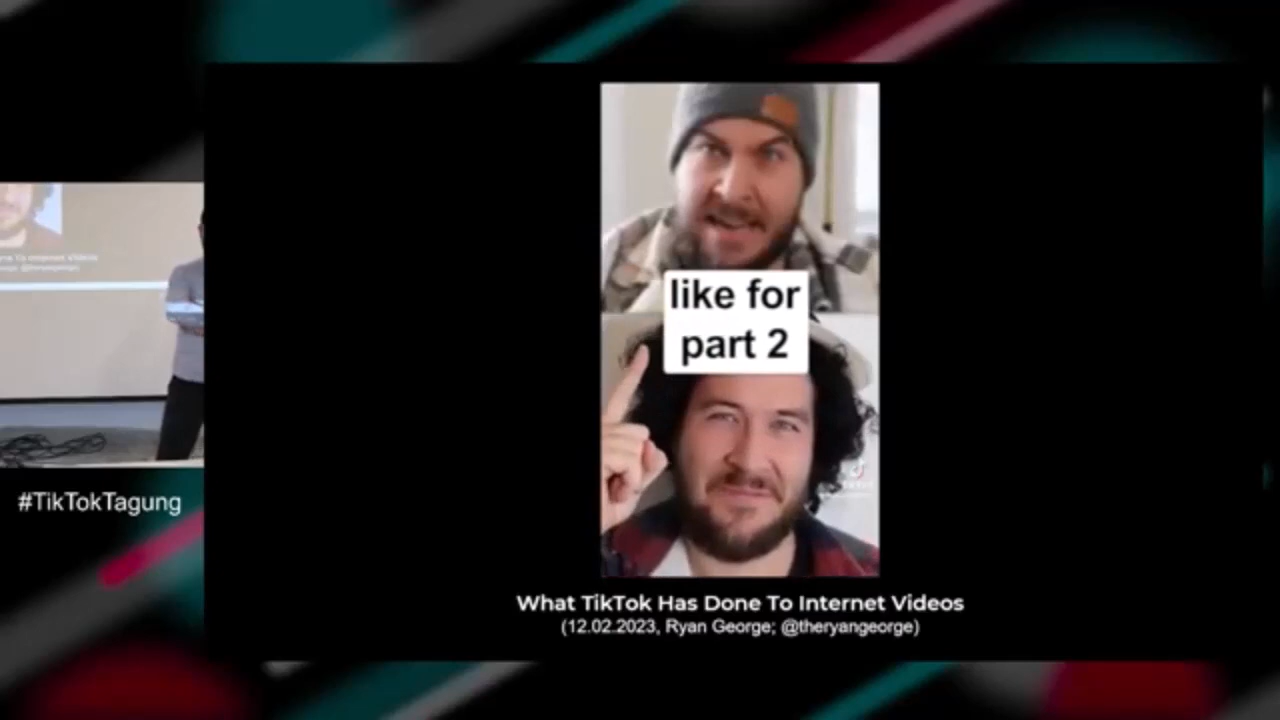 like for
part 2
#TikTokTagung
What TikTok Has Done To Internet Videos
(12.02.2023, Ryan George; @theryangeorge)